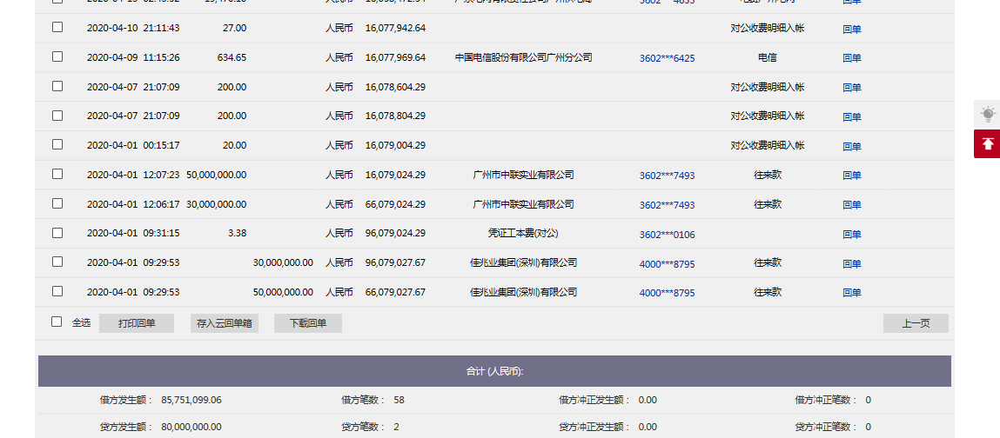 2020-04-10 21:11:43 27.00 人民币 16,077,942.64 对公收费明细入帐 回单
2020-04-09 11:15:26 634.65 人民币 16,077,969.64 中国电信股份有限公司广州分公司 3602***6425 电信 回单
2020-04-07 21:07:09 200.00 人民币 16,078,604.29 对公收费明细入帐 回单
2020-04-07 21:07:09 200.00 人民币 16,078,804.29 对公收费明细入帐 回单
2020-04-01 00:15:17 20.00 人民币 16,079,004.29 对公收费明细入帐 回单
2020-04-01 12:07:23 50,000,000.00 人民币 16,079,024.29 广州市中联实业有限公司 3602***7493 往来款 回单
2020-04-01 12:06:17 30,000,000.00 人民币 66,079,024.29 广州市中联实业有限公司 3602***7493 往来款 回单
2020-04-01 09:31:15 3.38 人民币 96,079,024.29 凭证工本费(对公) 3602***0106 回单
2020-04-01 09:29:53 30,000,000.00 人民币 96,079,027.67 佳兆业集团(深圳)有限公司 4000***8795 往来款 回单
2020-04-01 09:29:53 50,000,000.00 人民币 66,079,027.67 佳兆业集团(深圳)有限公司 4000***8795 往来款 回单
全选 打印回单 存入云回单箱 下载回单 上一页
合计 (人民币):
借方发生额： 85,751,099.06 借方笔数： 58 借方冲正发生额： 0.00 借方冲正笔数： 0
贷方发生额： 80,000,000.00 贷方笔数： 2 贷方冲正发生额： 0.00 贷方冲正笔数： 0